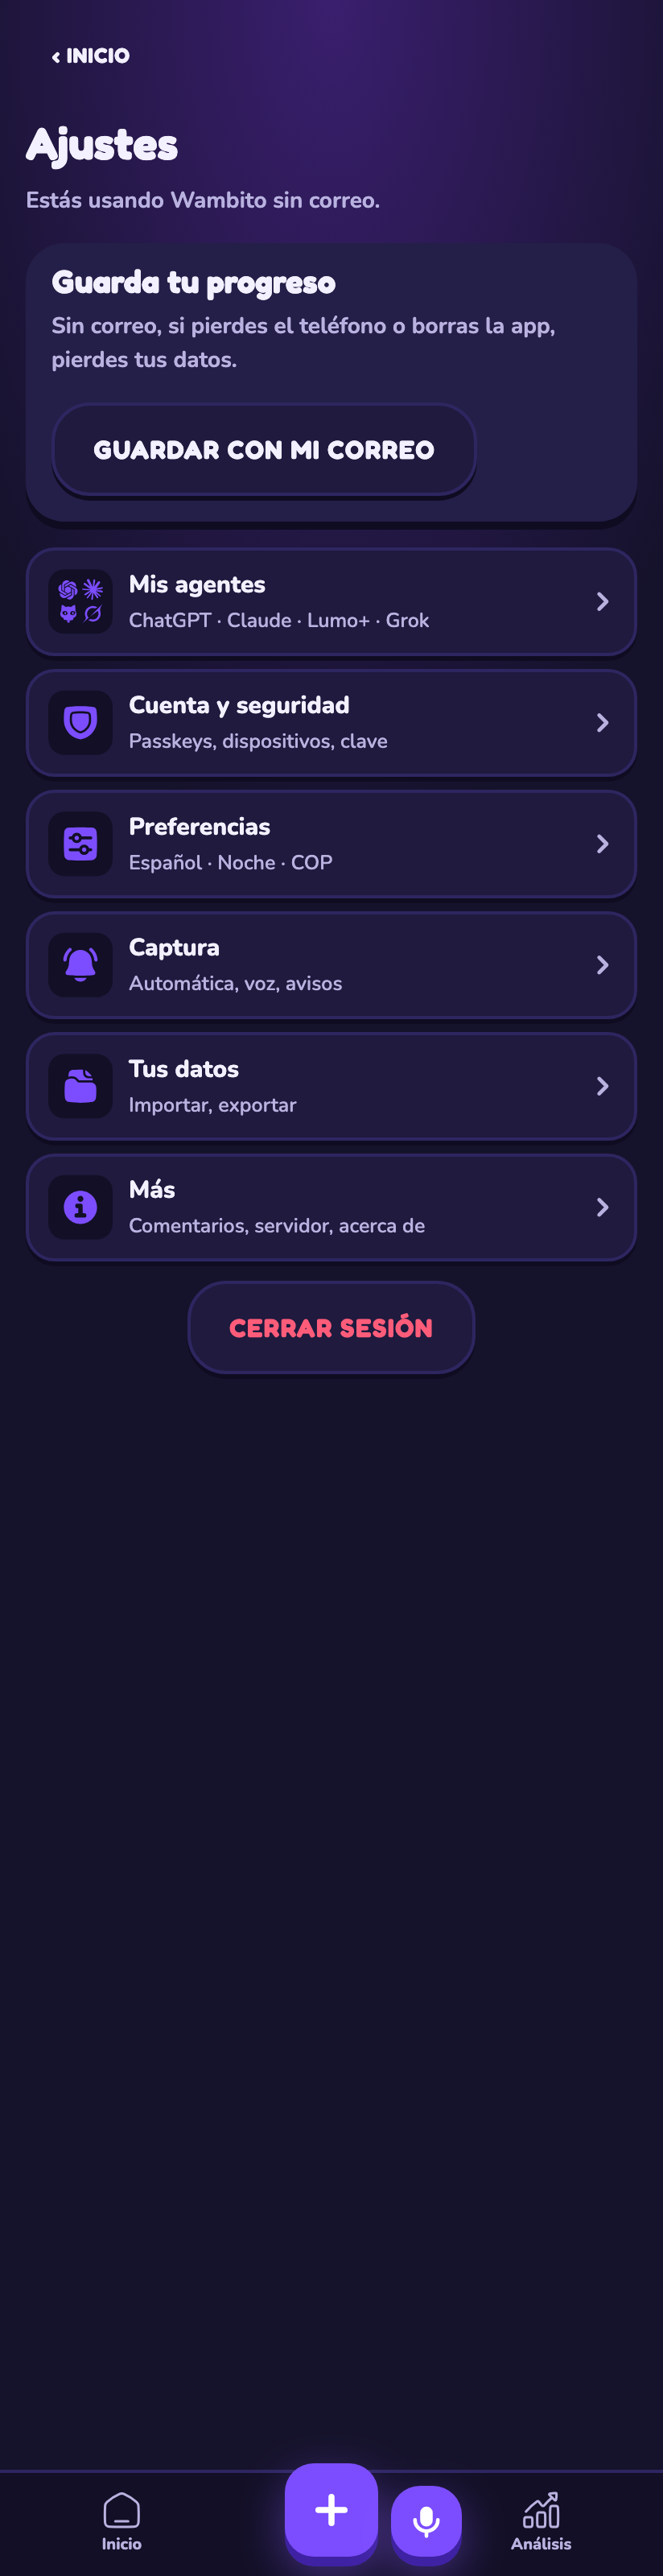 ‹ INICIO
Ajustes
Estás usando Wambito sin correo.
Guarda tu progreso
Sin correo, si pierdes el teléfono o borras la app,
pierdes tus datos.
GUARDAR CON MI CORREO
Mis agentes
ChatGPT · Claude · Lumo+ · Grok
Cuenta y seguridad
Passkeys, dispositivos, clave
Preferencias
Español · Noche · COP
Captura
Automática, voz, avisos
Tus datos
Importar, exportar
Más
Comentarios, servidor, acerca de
CERRAR SESIÓN
Inicio
Análisis